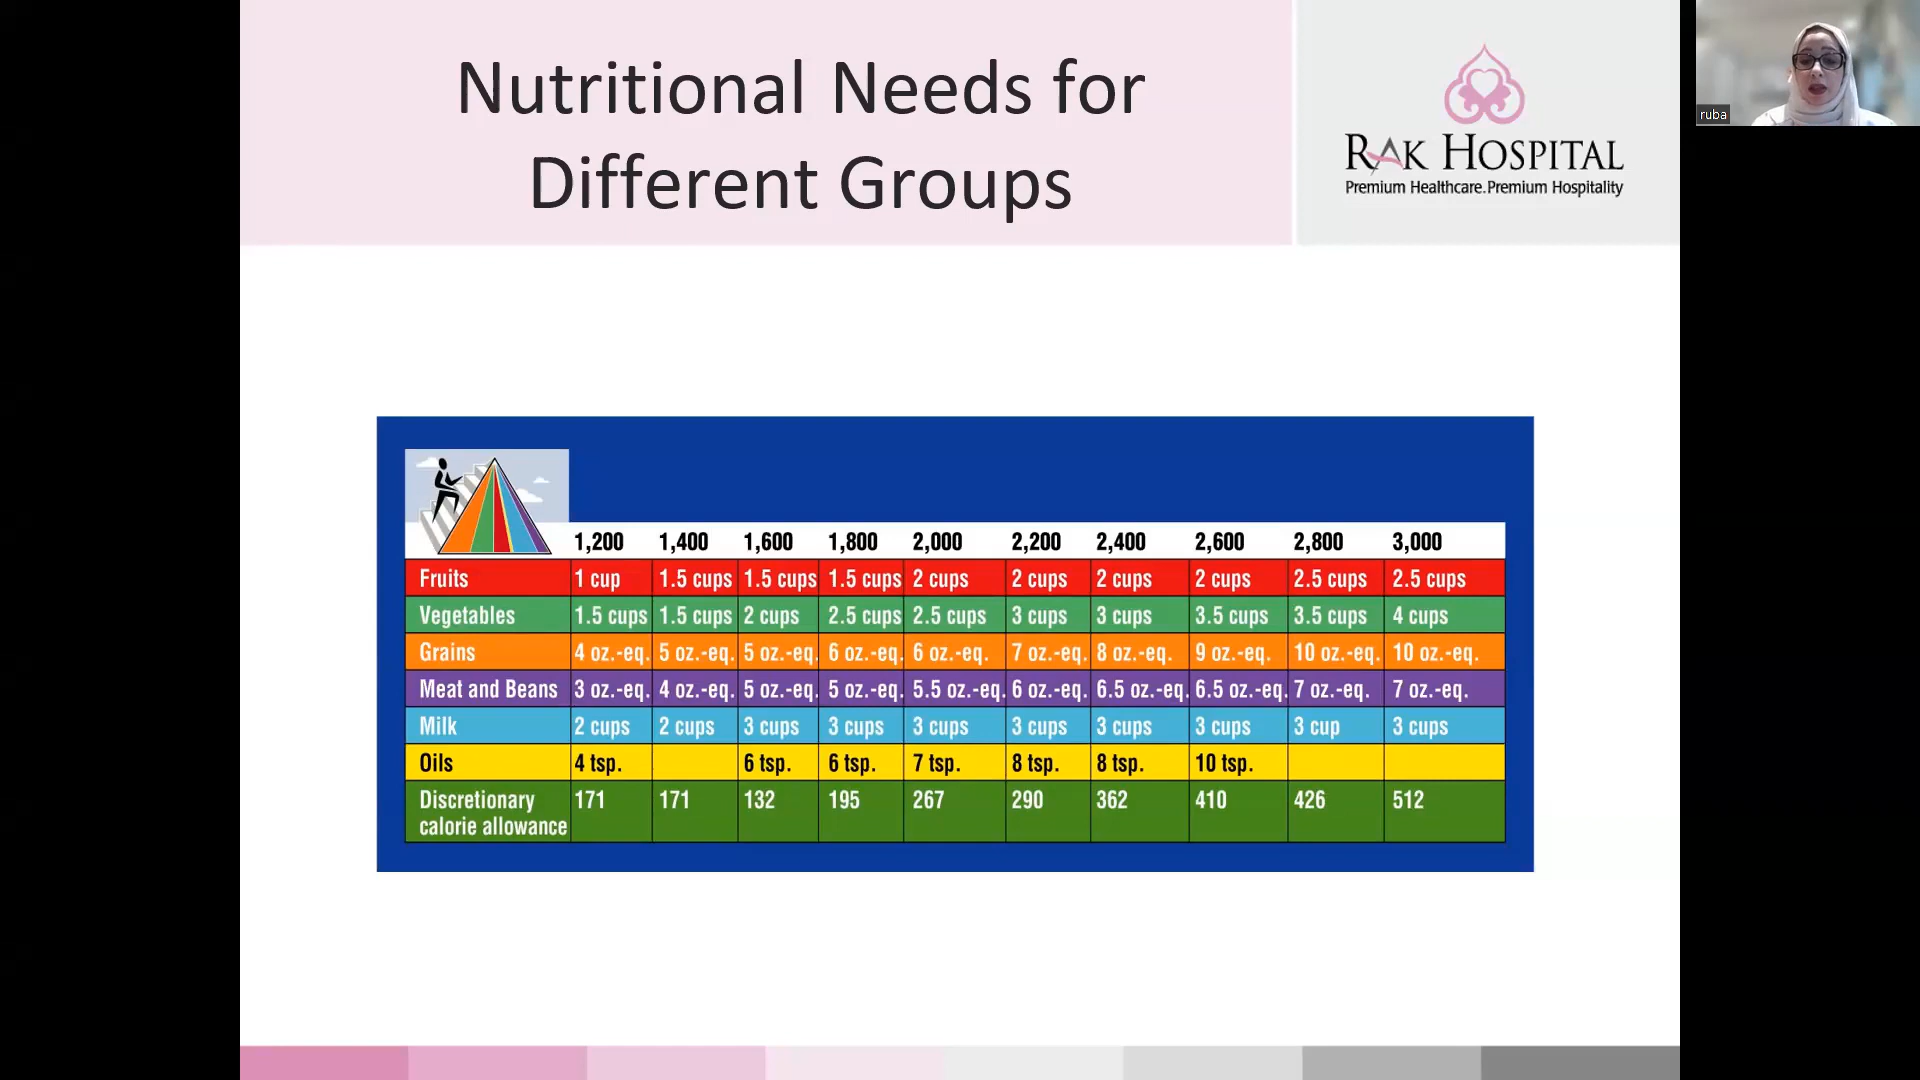 Nutritional Needs for
Different Groups
RAK HOSPITAL
Premium Healthcare. Premium Hospitality
ruba
1,200 1,400 1,600 1,800 2,000 2,200 2,400 2,600 2,800 3,000
Fruits 1 cup 1.5 cups 1.5 cups 1.5 cups 2 cups 2 cups 2 cups 2 cups 2.5 cups 2.5 cups
Vegetables 1.5 cups 1.5 cups 2 cups 2.5 cups 2.5 cups 3 cups 3 cups 3.5 cups 3.5 cups 4 cups
Grains 4 oz.-eq. 5 oz.-eq. 5 oz.-eq. 6 oz.-eq. 6 oz.-eq. 7 oz.-eq. 8 oz.-eq. 9 oz.-eq. 10 oz.-eq. 10 oz.-eq.
Meat and Beans 3 oz.-eq. 4 oz.-eq. 5 oz.-eq. 5 oz.-eq. 5.5 oz.-eq. 6 oz.-eq. 6.5 oz.-eq. 6.5 oz.-eq. 7 oz.-eq. 7 oz.-eq.
Milk 2 cups 2 cups 3 cups 3 cups 3 cups 3 cups 3 cups 3 cups 3 cup 3 cups
Oils 4 tsp. 6 tsp. 6 tsp. 7 tsp. 8 tsp. 8 tsp. 10 tsp.
Discretionary 171 171 132 195 267 290 362 410 426 512
calorie allowance